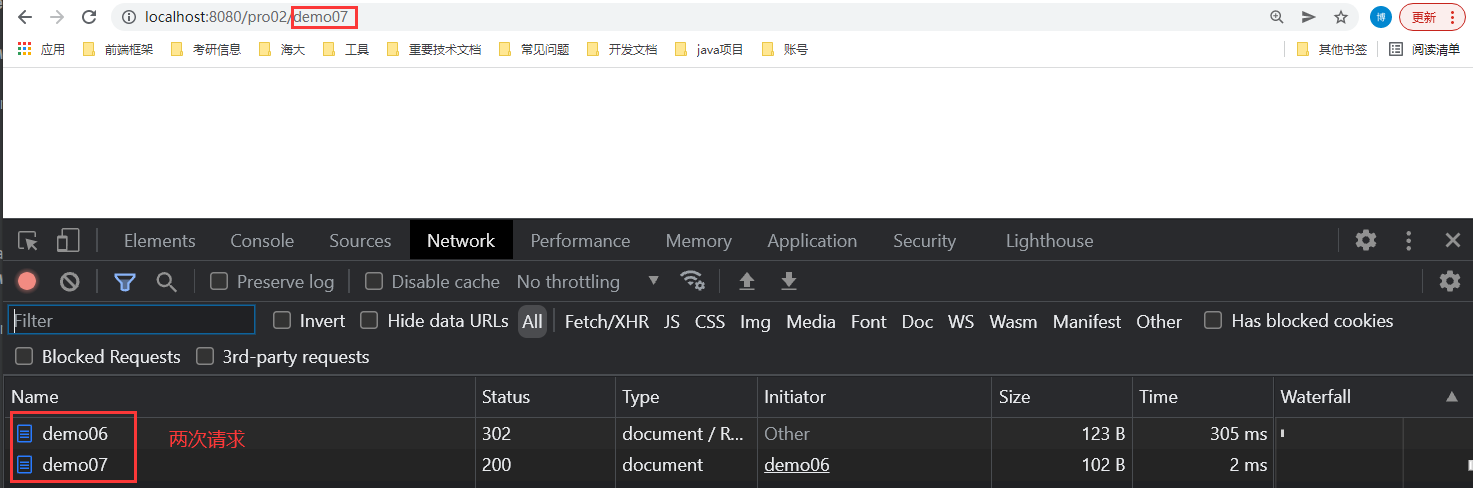 localhost:8080/pro02/demo07
博
更新
应用 前端框架 考研信息 海大 工具 重要技术文档 常见问题 开发文档 java项目 账号 其他书签 阅读清单
Elements Console Sources Network Performance Memory Application Security Lighthouse
Preserve log Disable cache No throttling
Filter Invert Hide data URLs All Fetch/XHR JS CSS Img Media Font Doc WS Wasm Manifest Other Has blocked cookies
Blocked Requests 3rd-party requests
Name Status Type Initiator Size Time Waterfall
demo06 两次请求 302 document / R... Other 123 B 305 ms
demo07 200 document demo06 102 B 2 ms